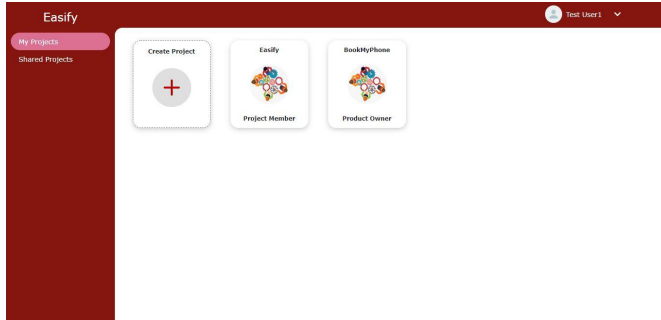 Easify
Test User1
My Projects
Shared Projects
Create Project
Easify
BookMyPhone
Project Member
Product Owner